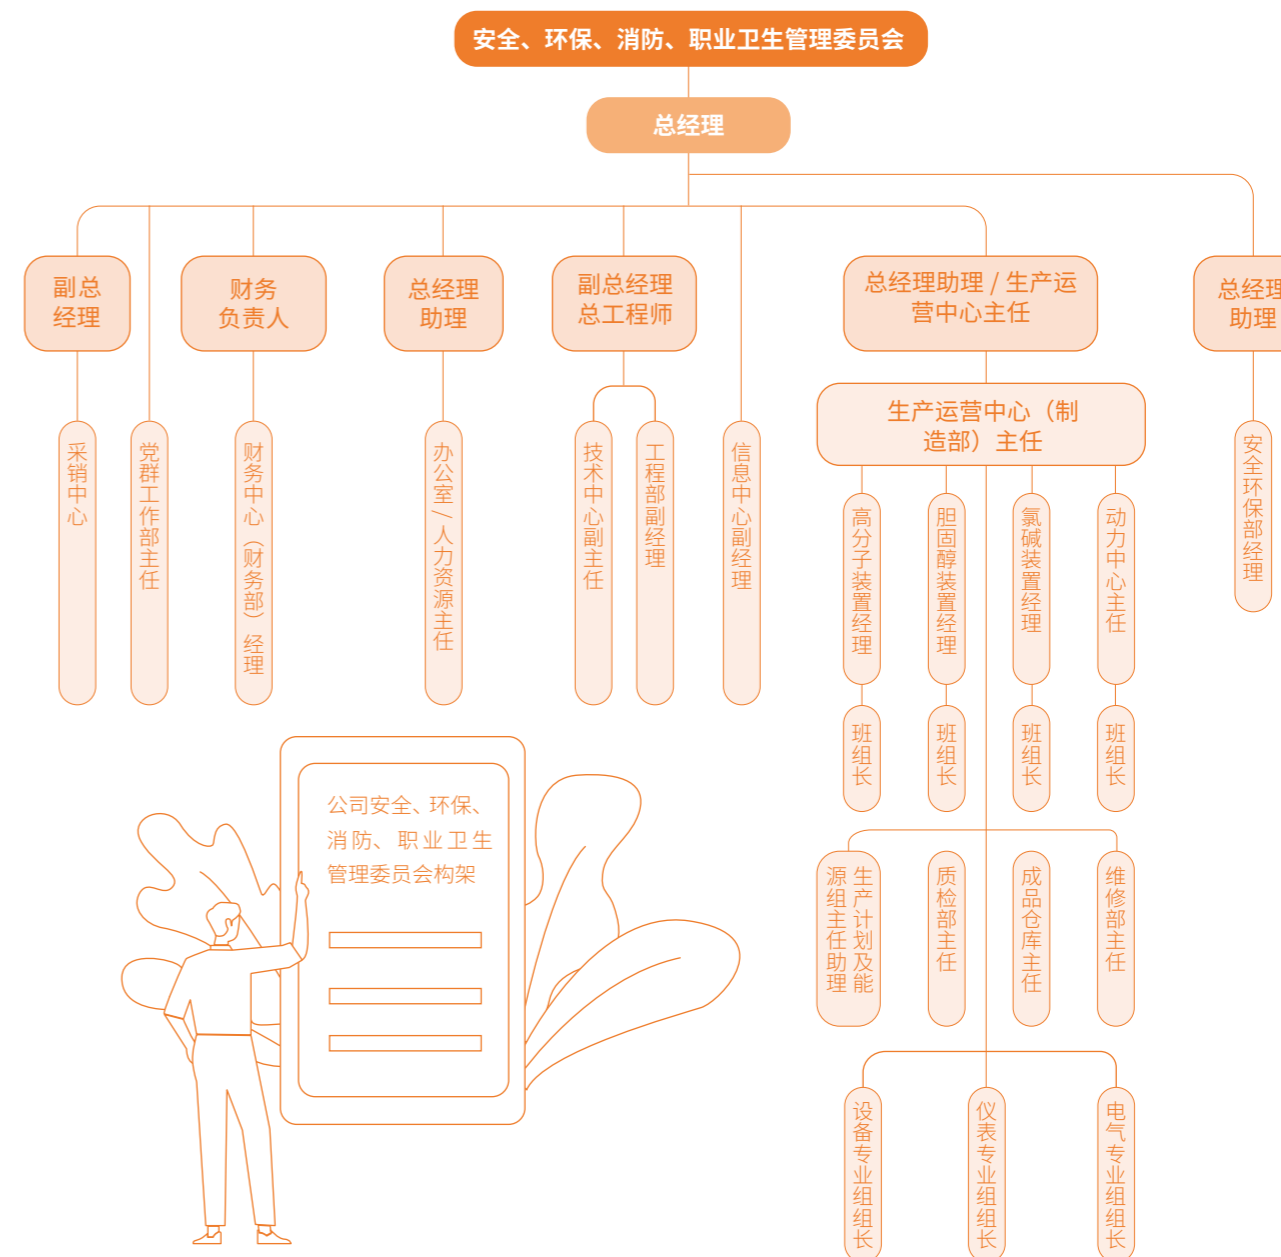 安全、环保、消防、职业卫生管理委员会
总经理
副总
经理
财务
负责人
总经理
助理
副总经理
总工程师
总经理助理 / 生产运
营中心主任
总经理
助理
生产运营中心（制
造部）主任
采销中心
党群工作部主任
财务中心（财务部）经理
办公室 / 人力资源主任
技术中心副主任
工程部副经理
信息中心副经理
高分子装置经理
胆固醇装置经理
氯碱装置经理
动力中心主任
安全环保部经理
班组长
班组长
班组长
班组长
生产计划及能
源组主任助理
质检部主任
成品仓库主任
维修部主任
设备专业组组长
仪表专业组组长
电气专业组组长
公司安全、环保、
消防、职业卫生
管理委员会构架